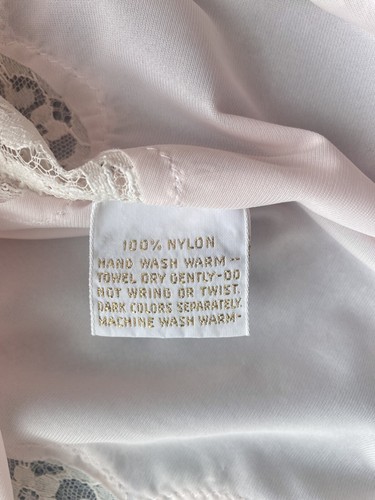 100% NYLON
HAND WASH WARM --
TOWEL DRY GENTLY-DO
NOT WRING OR TWIST.
DARK COLORS SEPARATELY.
MACHINE WASH WARM-